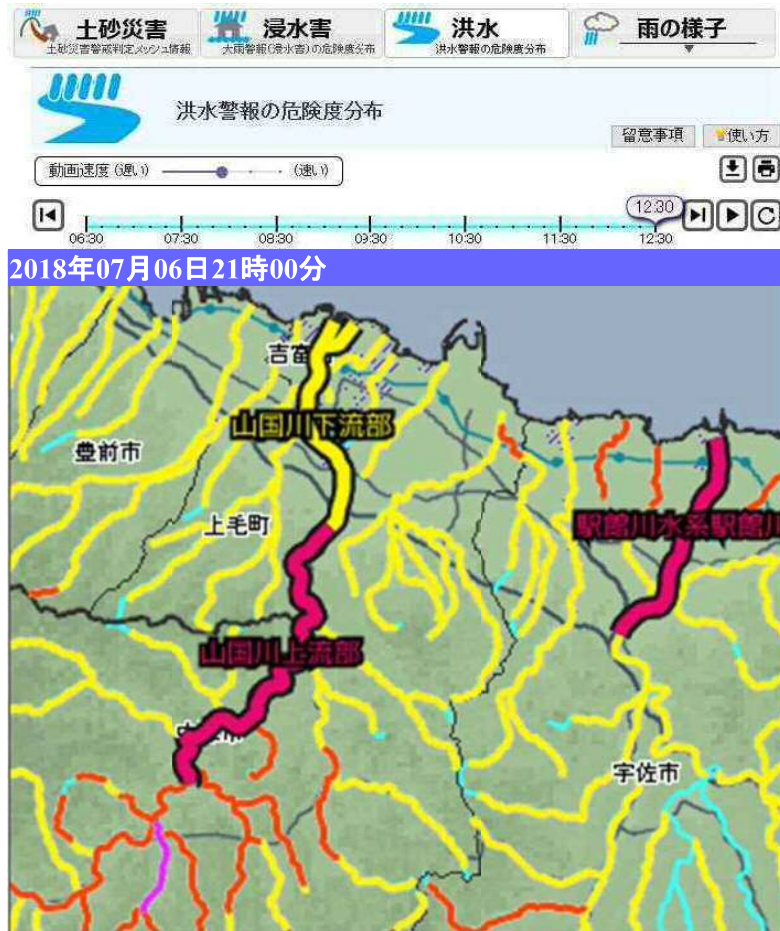 土砂災害
土砂災害警戒判定メッシュ情報
浸水害
大雨警報(浸水害)の危険度分布
洪水
洪水警報の危険度分布
雨の様子
洪水警報の危険度分布
留意事項
使い方
動画速度 (遅い)
(速い)
12:30
06:30 07:30 08:30 09:30 10:30 11:30 12:30
2018年07月06日21時00分
山国川下流部
豊前市
上毛町
駅館川水系駅館川
山国川上流部
宇佐市